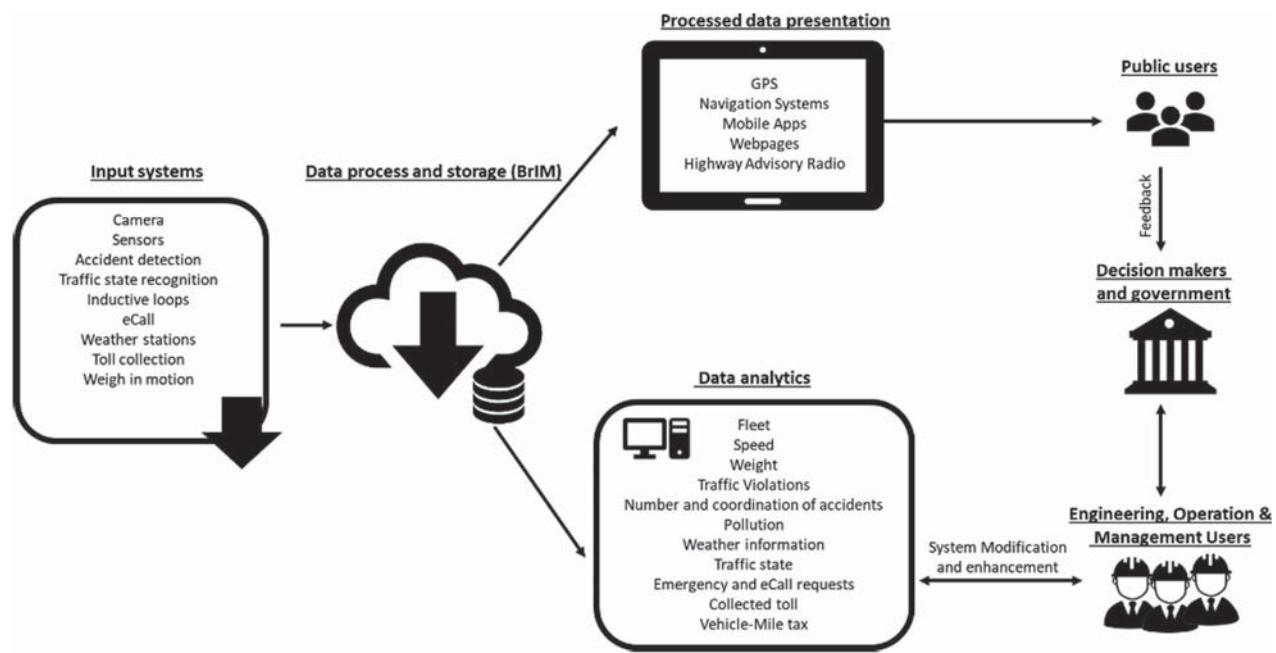 Processed data presentation
GPS
Navigation Systems
Mobile Apps
Webpages
Highway Advisory Radio
Public users
Input systems
Camera
Sensors
Accident detection
Traffic state recognition
Inductive loops
eCall
Weather stations
Toll collection
Weigh in motion
Data process and storage (BrIM)
Feedback
Decision makers
and government
Data analytics
Fleet
Speed
Weight
Traffic Violations
Number and coordination of accidents
Pollution
Weather information
Traffic state
Emergency and eCall requests
Collected toll
Vehicle-Mile tax
System Modification
and enhancement
Engineering, Operation &
Management Users